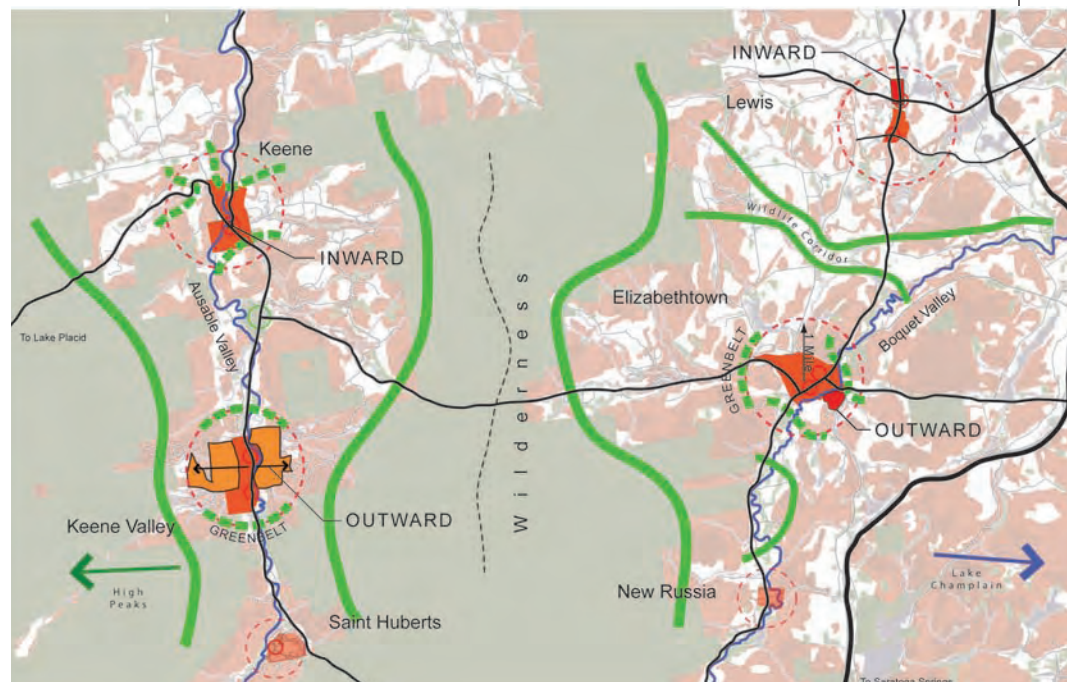 INWARD
Lewis
Keene
INWARD
Wildlife Corridor
Ausable Valley
To Lake Placid
Wilderness
Elizabethtown
Boquet Valley
1 Mile
GREENBELT
OUTWARD
OUTWARD
Keene Valley
GREENBELT
High
Peaks
Lake
Champlain
New Russia
Saint Huberts
To Saratoga Springs